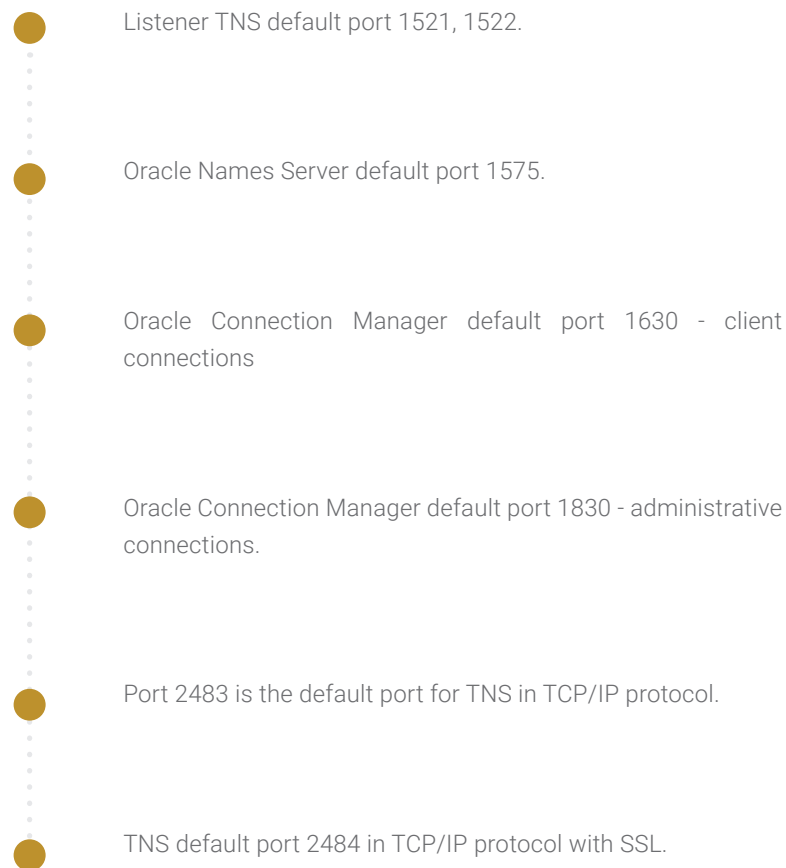 Listener TNS default port 1521, 1522.
Oracle Names Server default port 1575.
Oracle Connection Manager default port 1630 - client
connections
Oracle Connection Manager default port 1830 - administrative
connections.
Port 2483 is the default port for TNS in TCP/IP protocol.
TNS default port 2484 in TCP/IP protocol with SSL.